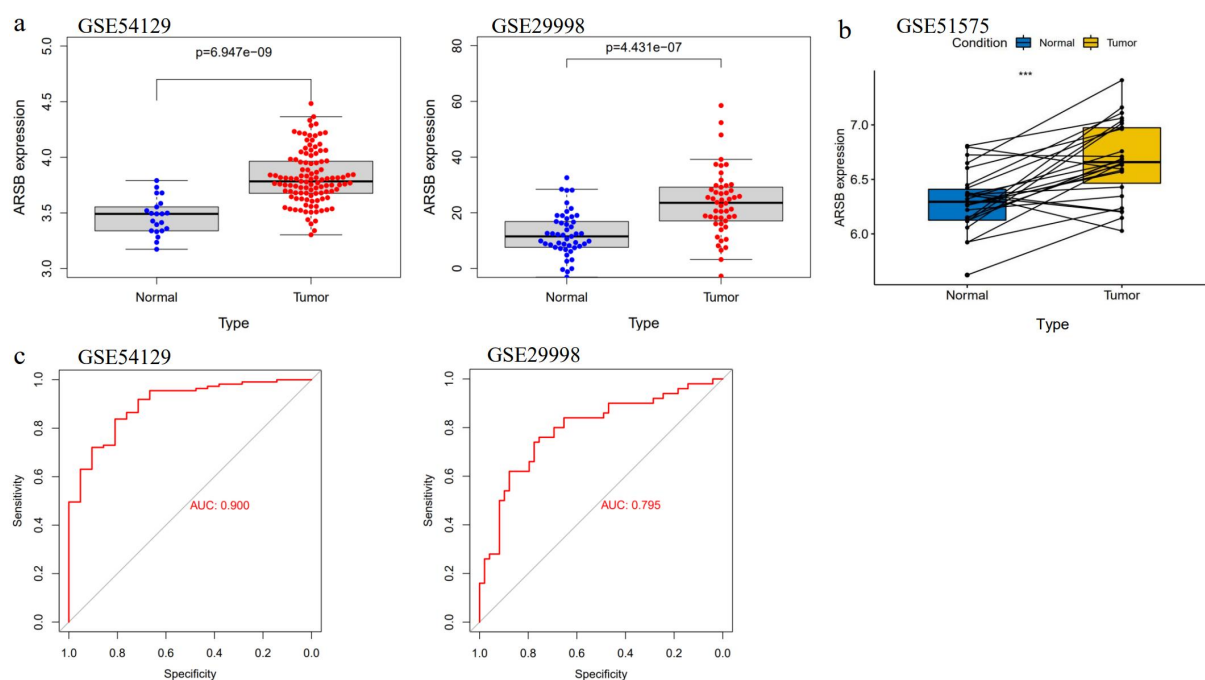 a
GSE54129
p=6.947e−09
ARSB expression
5.0
4.5
4.0
3.5
3.0
Normal
Tumor
Type
GSE29998
p=4.431e−07
ARSB expression
80
60
40
20
0
Normal
Tumor
Type
b
GSE51575
Condition Normal Tumor
***
ARSB expression
7.0
6.5
6.0
Normal
Tumor
Type
c
GSE54129
Sensitivity
1.0
0.8
0.6
0.4
0.2
0.0
AUC: 0.900
1.0 0.8 0.6 0.4 0.2 0.0
Specificity
GSE29998
Sensitivity
1.0
0.8
0.6
0.4
0.2
0.0
AUC: 0.795
1.0 0.8 0.6 0.4 0.2 0.0
Specificity